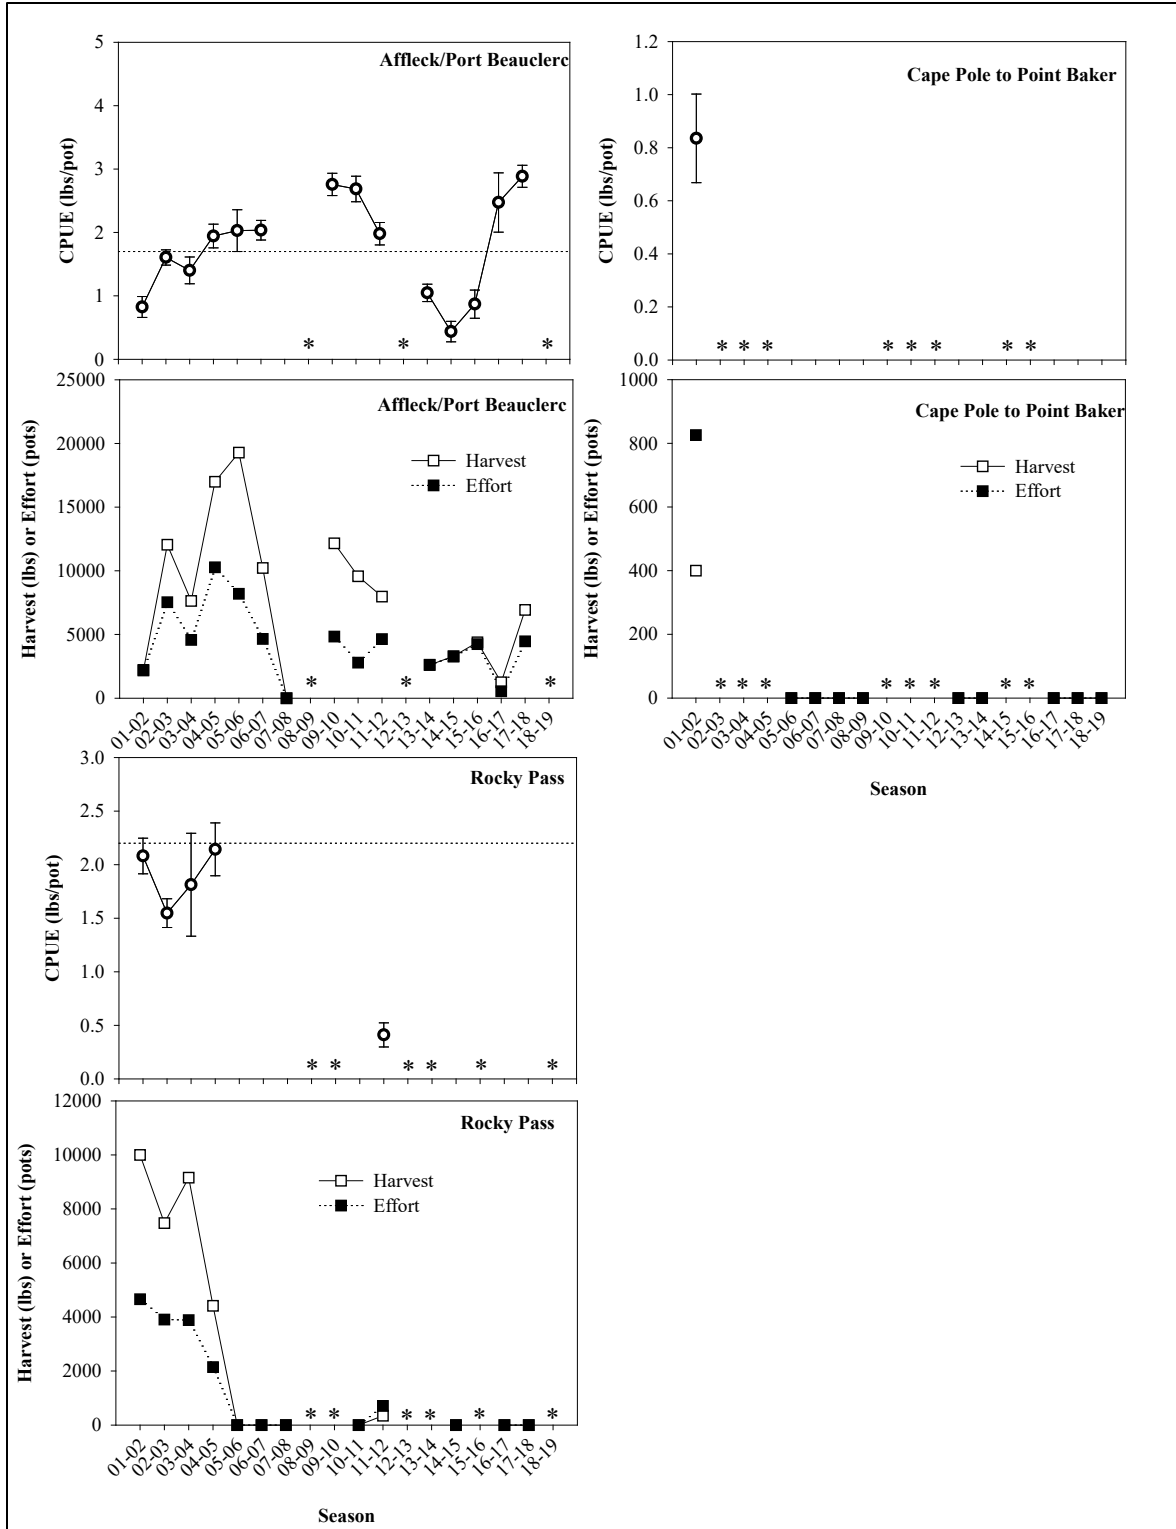 Affleck/Port Beauclerc
CPUE (lbs/pot)
5
4
3
2
1
0
* * *
Cape Pole to Point Baker
CPUE (lbs/pot)
1.2
1.0
0.8
0.6
0.4
0.2
0.0
* * * * * * * *
Affleck/Port Beauclerc
Harvest (lbs) or Effort (pots)
25000
20000
15000
10000
5000
0
Harvest
Effort
* * *
01-02 02-03 03-04 04-05 05-06 06-07 07-08 08-09 09-10 10-11 11-12 12-13 13-14 14-15 15-16 16-17 17-18 18-19
Cape Pole to Point Baker
Harvest (lbs) or Effort (pots)
1000
800
600
400
200
0
Harvest
Effort
* * * * * * * *
01-02 02-03 03-04 04-05 05-06 06-07 07-08 08-09 09-10 10-11 11-12 12-13 13-14 14-15 15-16 16-17 17-18 18-19
Season
Rocky Pass
CPUE (lbs/pot)
3.0
2.5
2.0
1.5
1.0
0.5
0.0
* * * * * *
Rocky Pass
Harvest (lbs) or Effort (pots)
12000
10000
8000
6000
4000
2000
0
Harvest
Effort
* * * * * *
01-02 02-03 03-04 04-05 05-06 06-07 07-08 08-09 09-10 10-11 11-12 12-13 13-14 14-15 15-16 16-17 17-18 18-19
Season